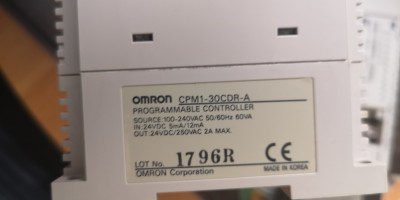 OMRON CPM1-30CDR-A
PROGRAMMABLE CONTROLLER
SOURCE:100-240VAC 50/60Hz 60VA
IN:24VDC 5mA/12mA
OUT:24VDC/250VAC 2A MAX.
LOT No. 1796R CE
OMRON Corporation MADE IN KOREA